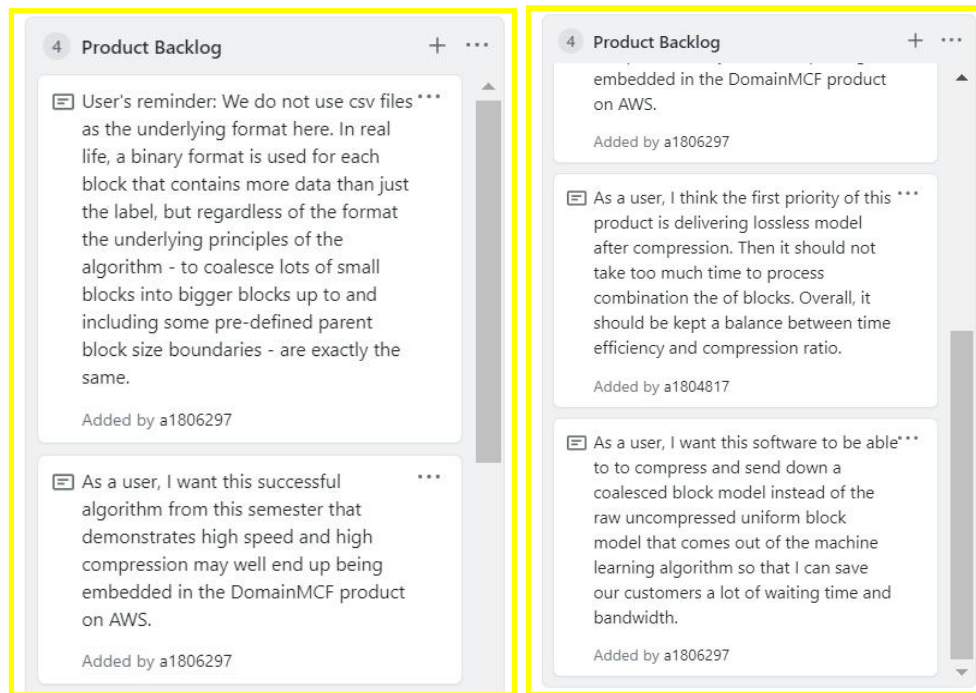 4 Product Backlog + ...
User's reminder: We do not use csv files ...
as the underlying format here. In real
life, a binary format is used for each
block that contains more data than just
the label, but regardless of the format
the underlying principles of the
algorithm - to coalesce lots of small
blocks into bigger blocks up to and
including some pre-defined parent
block size boundaries - are exactly the
same.
Added by a1806297
As a user, I want this successful ...
algorithm from this semester that
demonstrates high speed and high
compression may well end up being
embedded in the DomainMCF product
on AWS.
Added by a1806297
4 Product Backlog + ...
embedded in the DomainMCF product
on AWS.
Added by a1806297
As a user, I think the first priority of this ...
product is delivering lossless model
after compression. Then it should not
take too much time to process
combination the of blocks. Overall, it
should be kept a balance between time
efficiency and compression ratio.
Added by a1804817
As a user, I want this software to be able ...
to to compress and send down a
coalesced block model instead of the
raw uncompressed uniform block
model that comes out of the machine
learning algorithm so that I can save
our customers a lot of waiting time and
bandwidth.
Added by a1806297